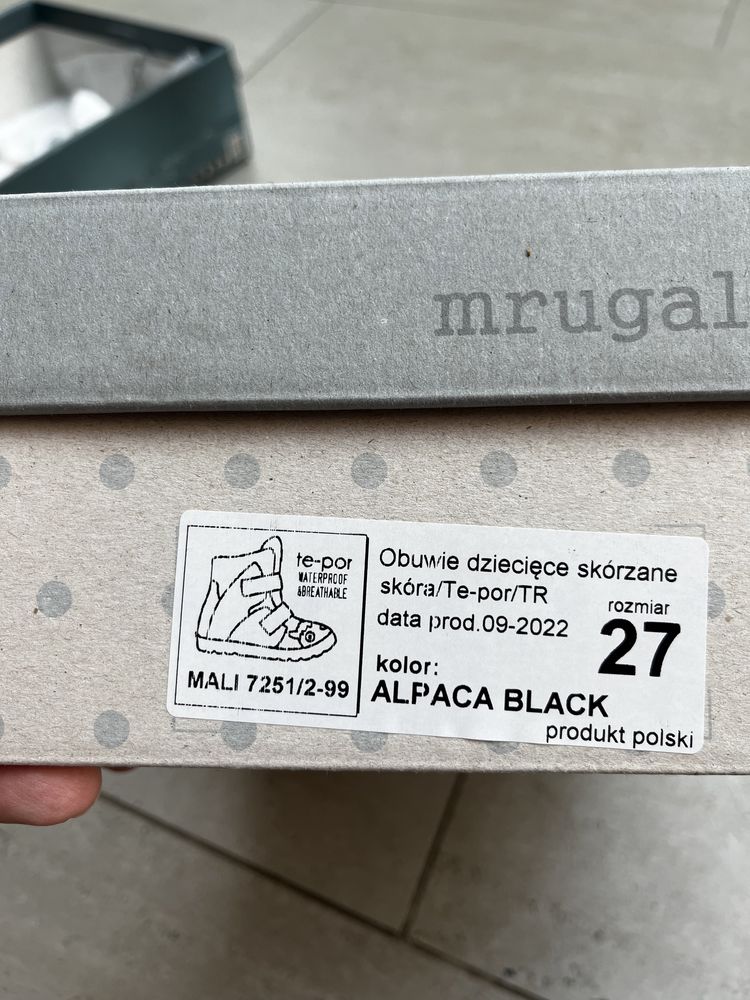 mrugal
te-por
WATERPROOF
&BREATHABLE
MALI 7251/2-99
Obuwie dziecięce skórzane
skóra/Te-por/TR
data prod.09-2022
rozmiar
27
kolor:
ALPACA BLACK
produkt polski